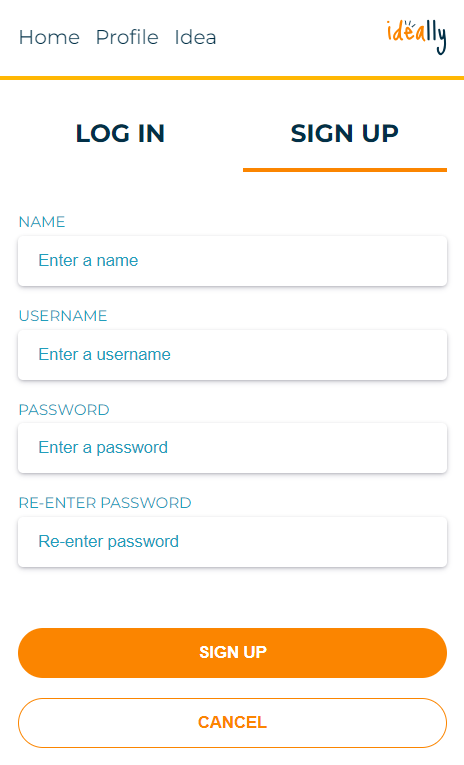 Home Profile Idea ideally
LOG IN SIGN UP
NAME
Enter a name
USERNAME
Enter a username
PASSWORD
Enter a password
RE-ENTER PASSWORD
Re-enter password
SIGN UP
CANCEL